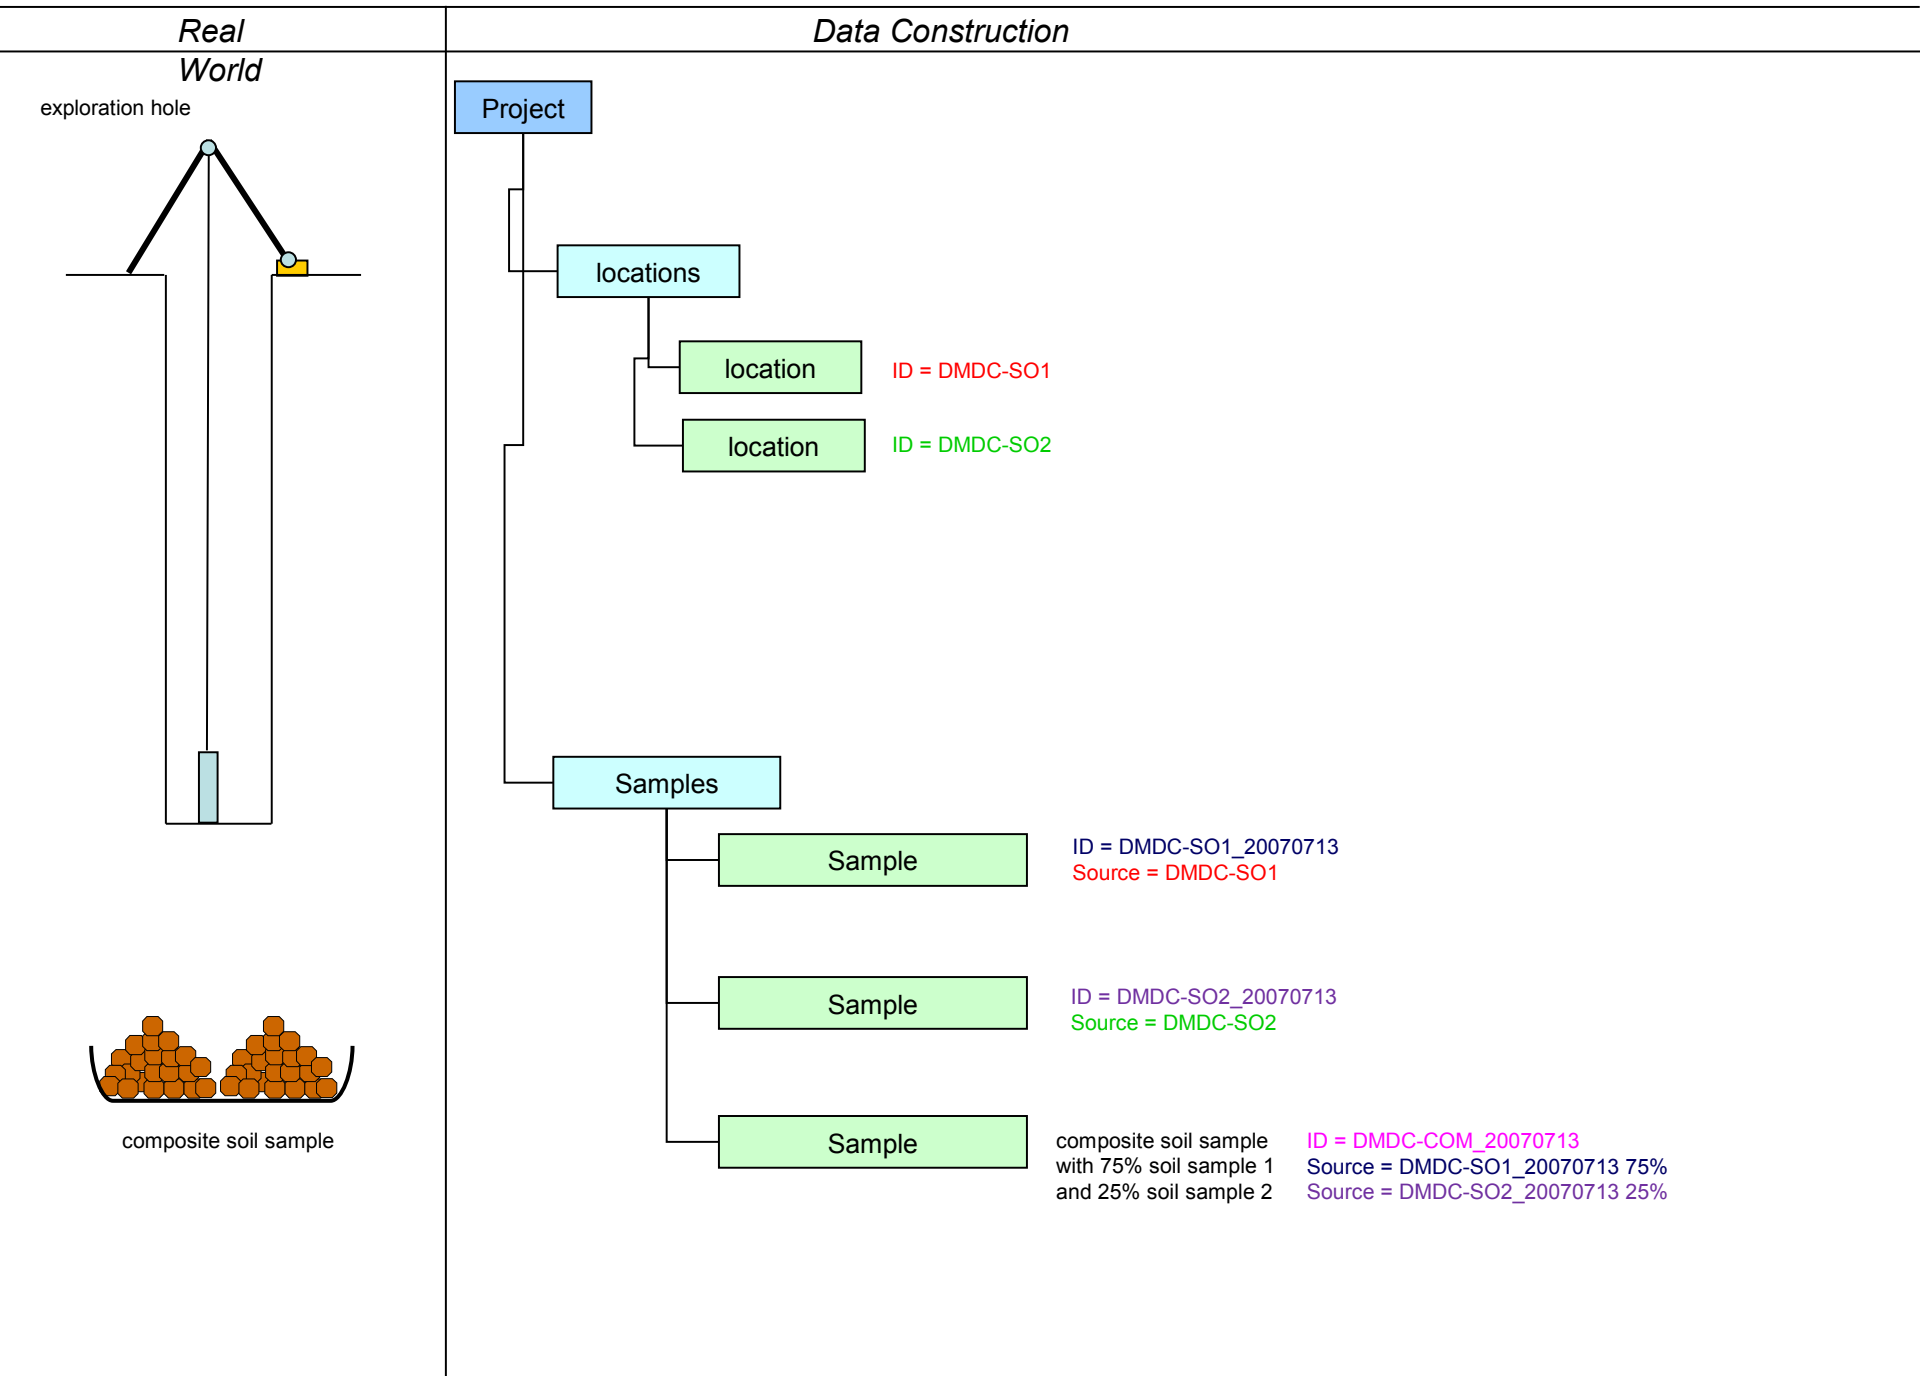 Real
World
Data Construction
exploration hole
Project
locations
location
ID = DMDC-SO1
location
ID = DMDC-SO2
Samples
Sample
ID = DMDC-SO1_20070713
Source = DMDC-SO1
Sample
ID = DMDC-SO2_20070713
Source = DMDC-SO2
composite soil sample
Sample
composite soil sample
with 75% soil sample 1
and 25% soil sample 2
ID = DMDC-COM_20070713
Source = DMDC-SO1_20070713 75%
Source = DMDC-SO2_20070713 25%